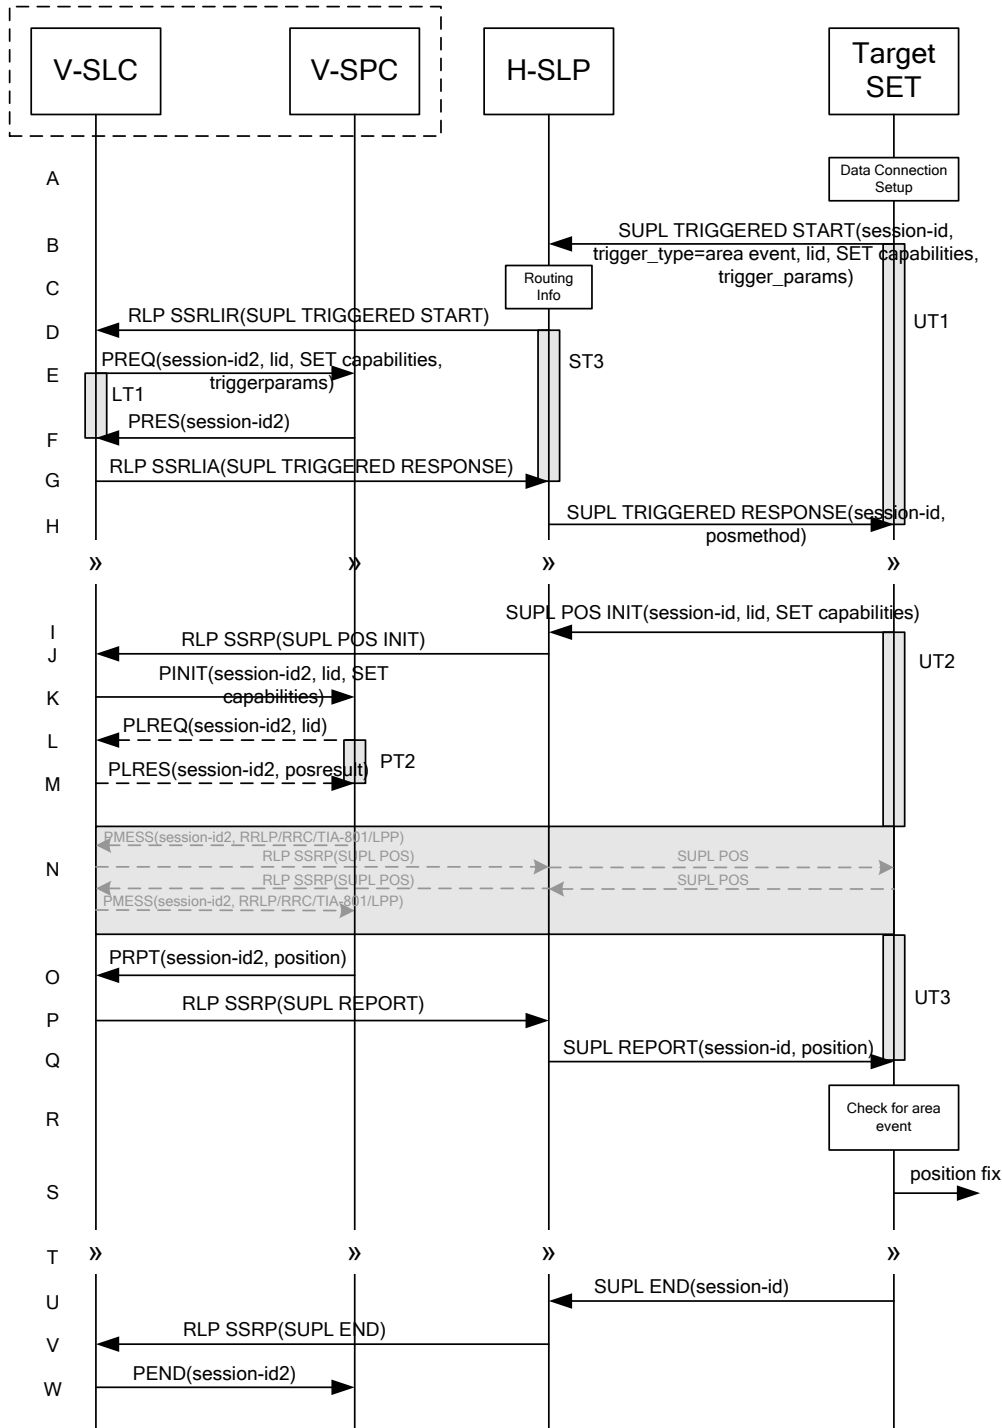 V-SLC
V-SPC
H-SLP
Target
SET
A
Data Connection
Setup
B
SUPL TRIGGERED START(session-id,
trigger_type=area event, lid, SET capabilities,
trigger_params)
C
Routing
Info
D
RLP SSRLIR(SUPL TRIGGERED START)
UT1
ST3
E
PREQ(session-id2, lid, SET capabilities,
triggerparams)
LT1
F
PRES(session-id2)
G
RLP SSRLIA(SUPL TRIGGERED RESPONSE)
H
SUPL TRIGGERED RESPONSE(session-id,
posmethod)
»
»
»
»
I
SUPL POS INIT(session-id, lid, SET capabilities)
J
RLP SSRP(SUPL POS INIT)
UT2
K
PINIT(session-id2, lid, SET
capabilities)
L
PLREQ(session-id2, lid)
PT2
M
PLRES(session-id2, posresult)
N
PMESS(session-id2, RRLP/RRC/TIA-801/LPP)
RLP SSRP(SUPL POS)
SUPL POS
RLP SSRP(SUPL POS)
SUPL POS
PMESS(session-id2, RRLP/RRC/TIA-801/LPP)
O
PRPT(session-id2, position)
UT3
P
RLP SSRP(SUPL REPORT)
Q
SUPL REPORT(session-id, position)
R
Check for area
event
S
position fix
T
»
»
»
»
U
SUPL END(session-id)
V
RLP SSRP(SUPL END)
W
PEND(session-id2)